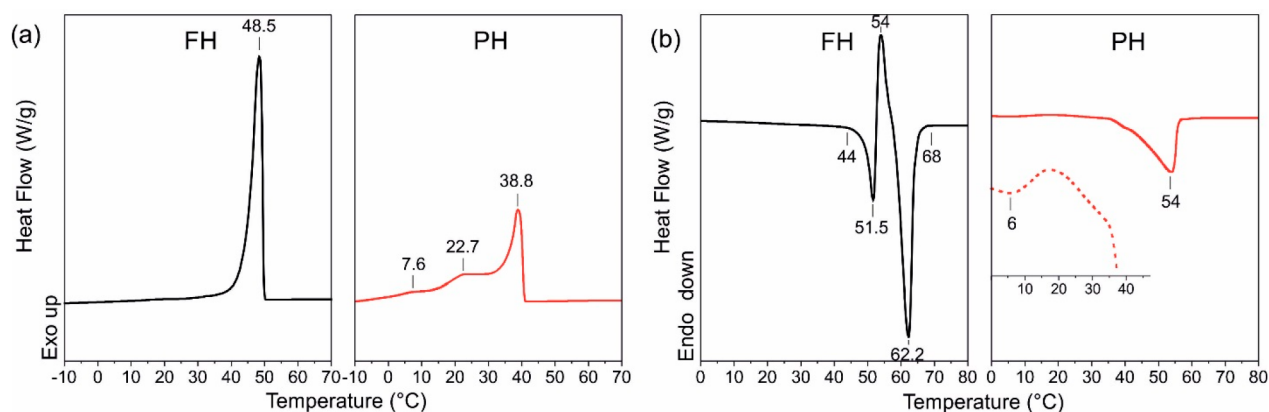 (a)
FH
48.5
Heat Flow (W/g)
Exo up
-10 0 10 20 30 40 50 60 70
PH
7.6
22.7
38.8
-10 0 10 20 30 40 50 60 70
Temperature (°C)
(b)
FH
54
44
51.5
62.2
68
Heat Flow (W/g)
Endo down
0 10 20 30 40 50 60 70 80
PH
Heat Flow (W/g)
54
6
0 10 20 30 40
0 10 20 30 40 50 60 70 80
Temperature (°C)